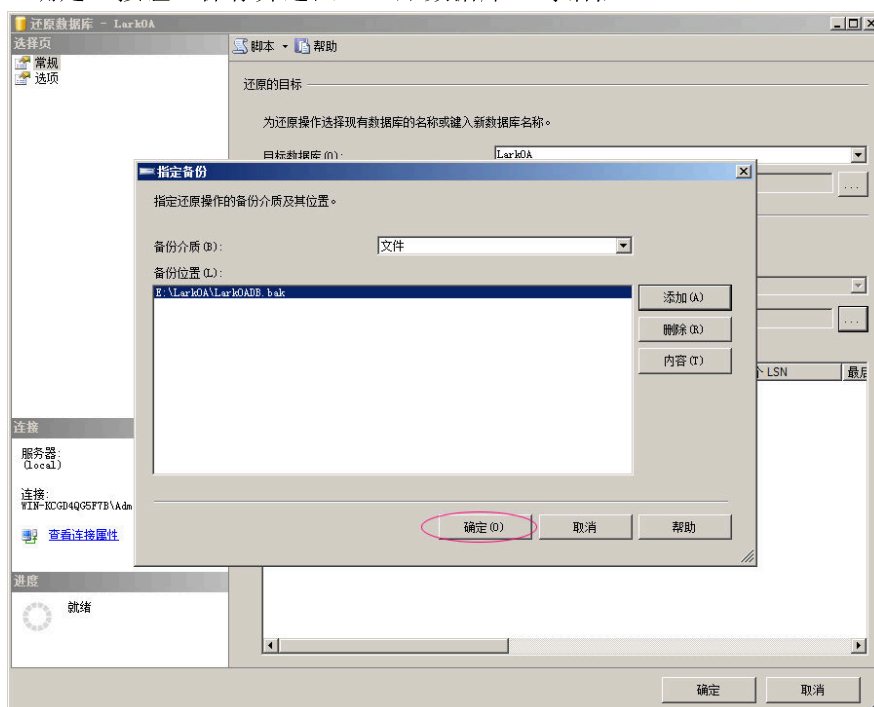 还原数据库 - LarkOA
选择页
常规
选项
脚本
帮助
还原的目标
为还原操作选择现有数据库的名称或键入新数据库名称。
目标数据库(O):
LarkOA
指定备份
指定还原操作的备份介质及其位置。
备份介质(B):
文件
备份位置(L):
E:\LarkOA\LarkOADB.bak
添加(A)
删除(R)
内容(T)
个 LSN
最后
连接
服务器:
(local)
连接:
WIN-KCGD4QG5F7B\Adm
查看连接属性
确定(O)
取消
帮助
进度
就绪
确定
取消